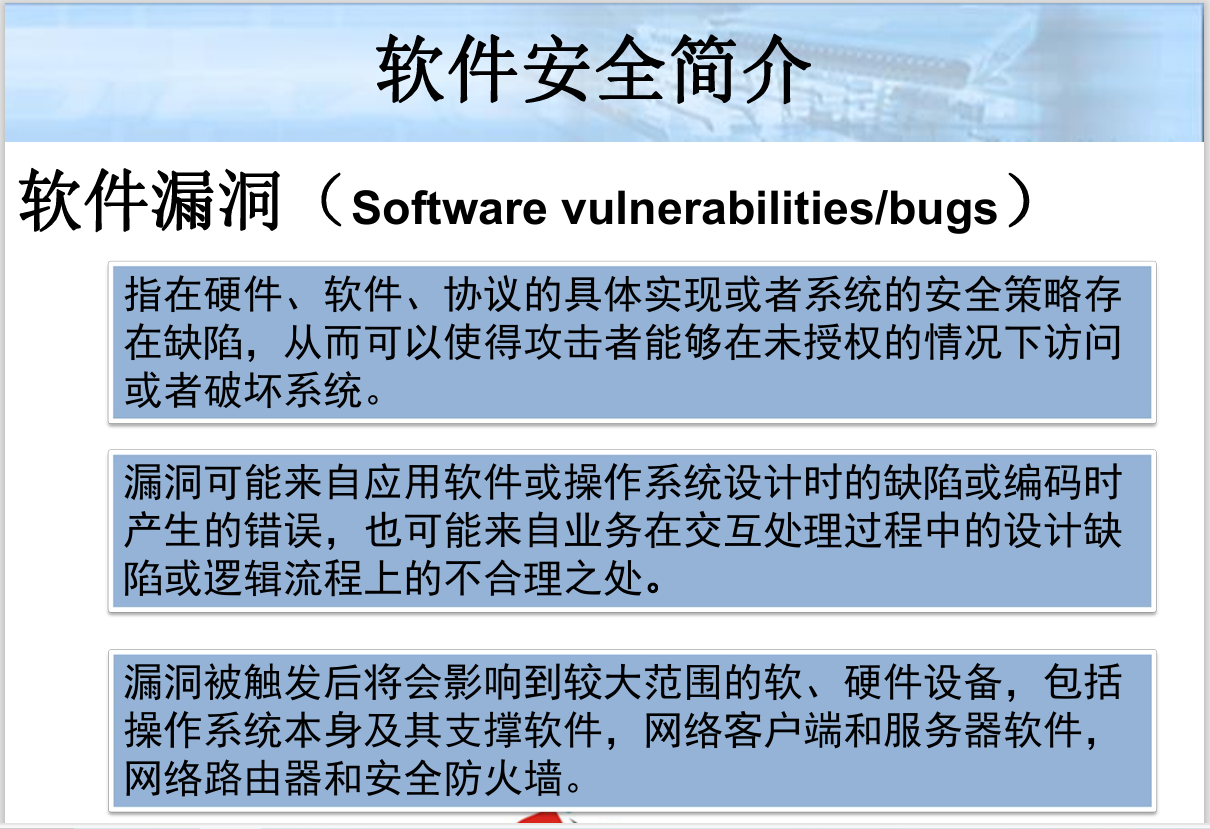 软件安全简介
软件漏洞（Software vulnerabilities/bugs）
指在硬件、软件、协议的具体实现或者系统的安全策略存
在缺陷，从而可以使得攻击者能够在未授权的情况下访问
或者破坏系统。
漏洞可能来自应用软件或操作系统设计时的缺陷或编码时
产生的错误，也可能来自业务在交互处理过程中的设计缺
陷或逻辑流程上的不合理之处。
漏洞被触发后将会影响到较大范围的软、硬件设备，包括
操作系统本身及其支撑软件，网络客户端和服务器软件，
网络路由器和安全防火墙。